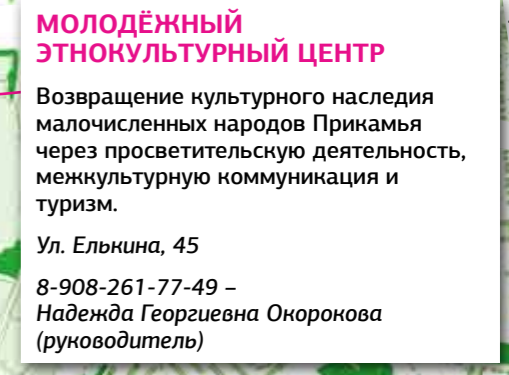 МОЛОДЁЖНЫЙ
ЭТНОКУЛЬТУРНЫЙ ЦЕНТР
Возвращение культурного наследия
малочисленных народов Прикамья
через просветительскую деятельность,
межкультурную коммуникация и
туризм.
Ул. Елькина, 45
8-908-261-77-49 –
Надежда Георгиевна Окорокова
(руководитель)